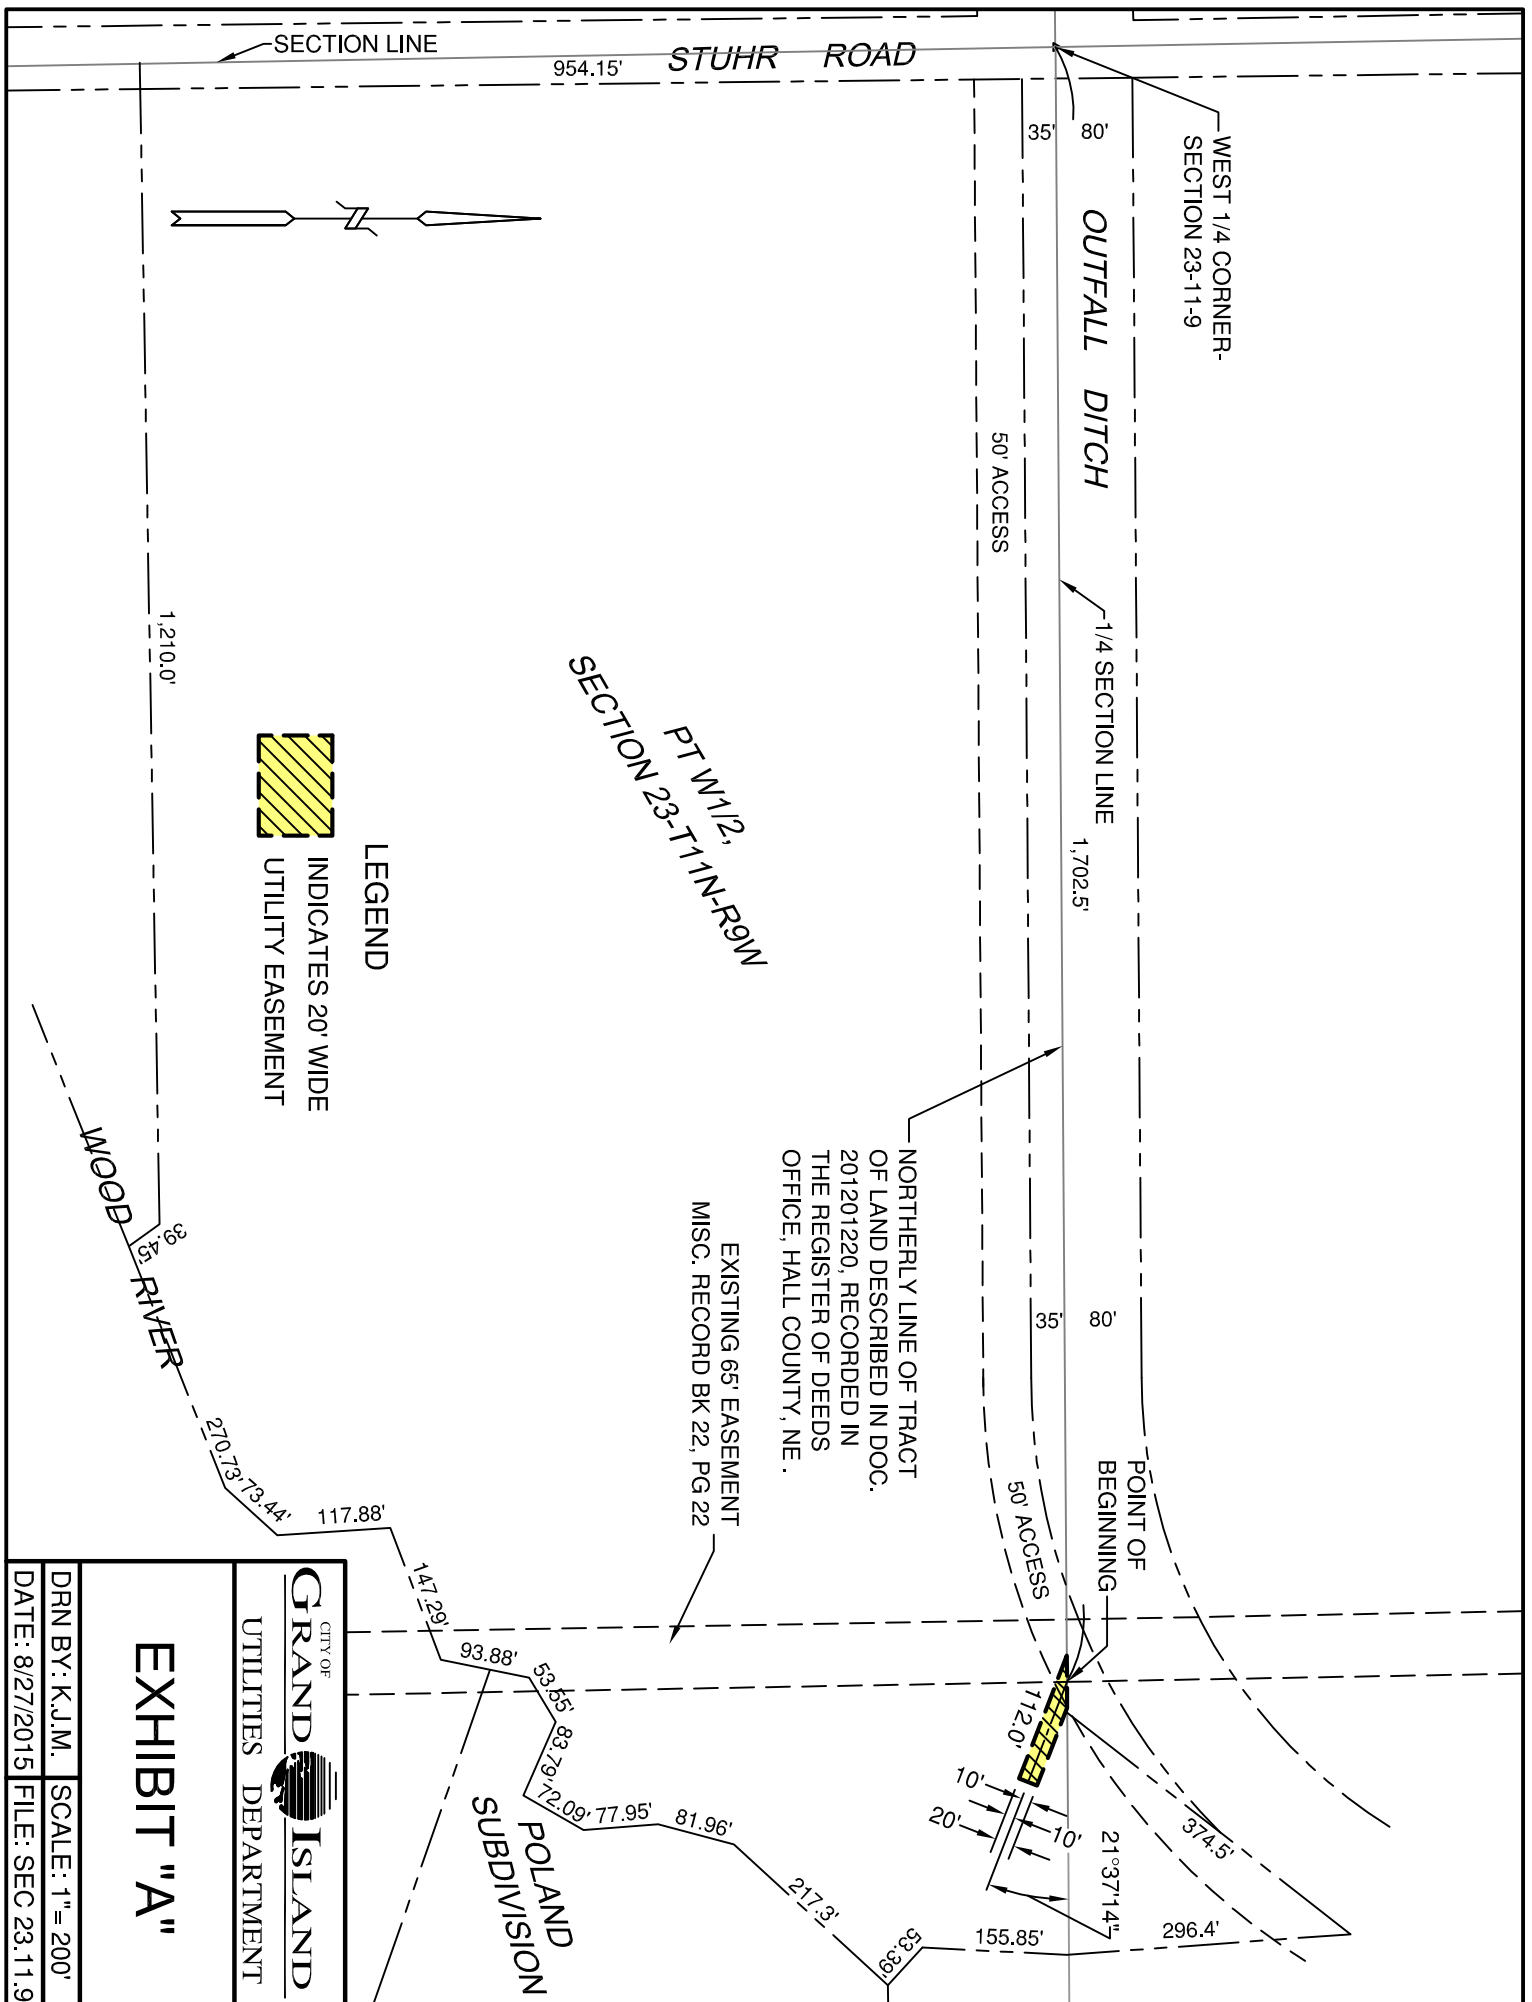 SECTION LINE
954.15'
STUHR ROAD
WEST 1/4 CORNER-
SECTION 23-11-9
35'
80'
OUTFALL DITCH
50' ACCESS
1/4 SECTION LINE
1,702.5'
1,210.0'
PT W1/2,
SECTION 23-T11N-R9W
LEGEND
INDICATES 20' WIDE
UTILITY EASEMENT
NORTHERLY LINE OF TRACT
OF LAND DESCRIBED IN DOC.
201201220, RECORDED IN
THE REGISTER OF DEEDS
OFFICE, HALL COUNTY, NE .
EXISTING 65' EASEMENT
MISC. RECORD BK 22, PG 22
35'
80'
POINT OF
BEGINNING
50' ACCESS
WOOD RIVER
39.45'
270.73'
73.44'
117.88'
147.29'
93.88'
53.55'
83.79'
72.09'
77.95'
81.96'
217.3'
53.39'
155.85'
296.4'
374.5'
112.0'
10'
20'
10'
21°37'14"
POLAND
SUBDIVISION
CITY OF
GRAND ISLAND
UTILITIES DEPARTMENT
EXHIBIT "A"
DRN BY: K.J.M.
SCALE: 1" = 200'
DATE: 8/27/2015
FILE: SEC 23.11.9